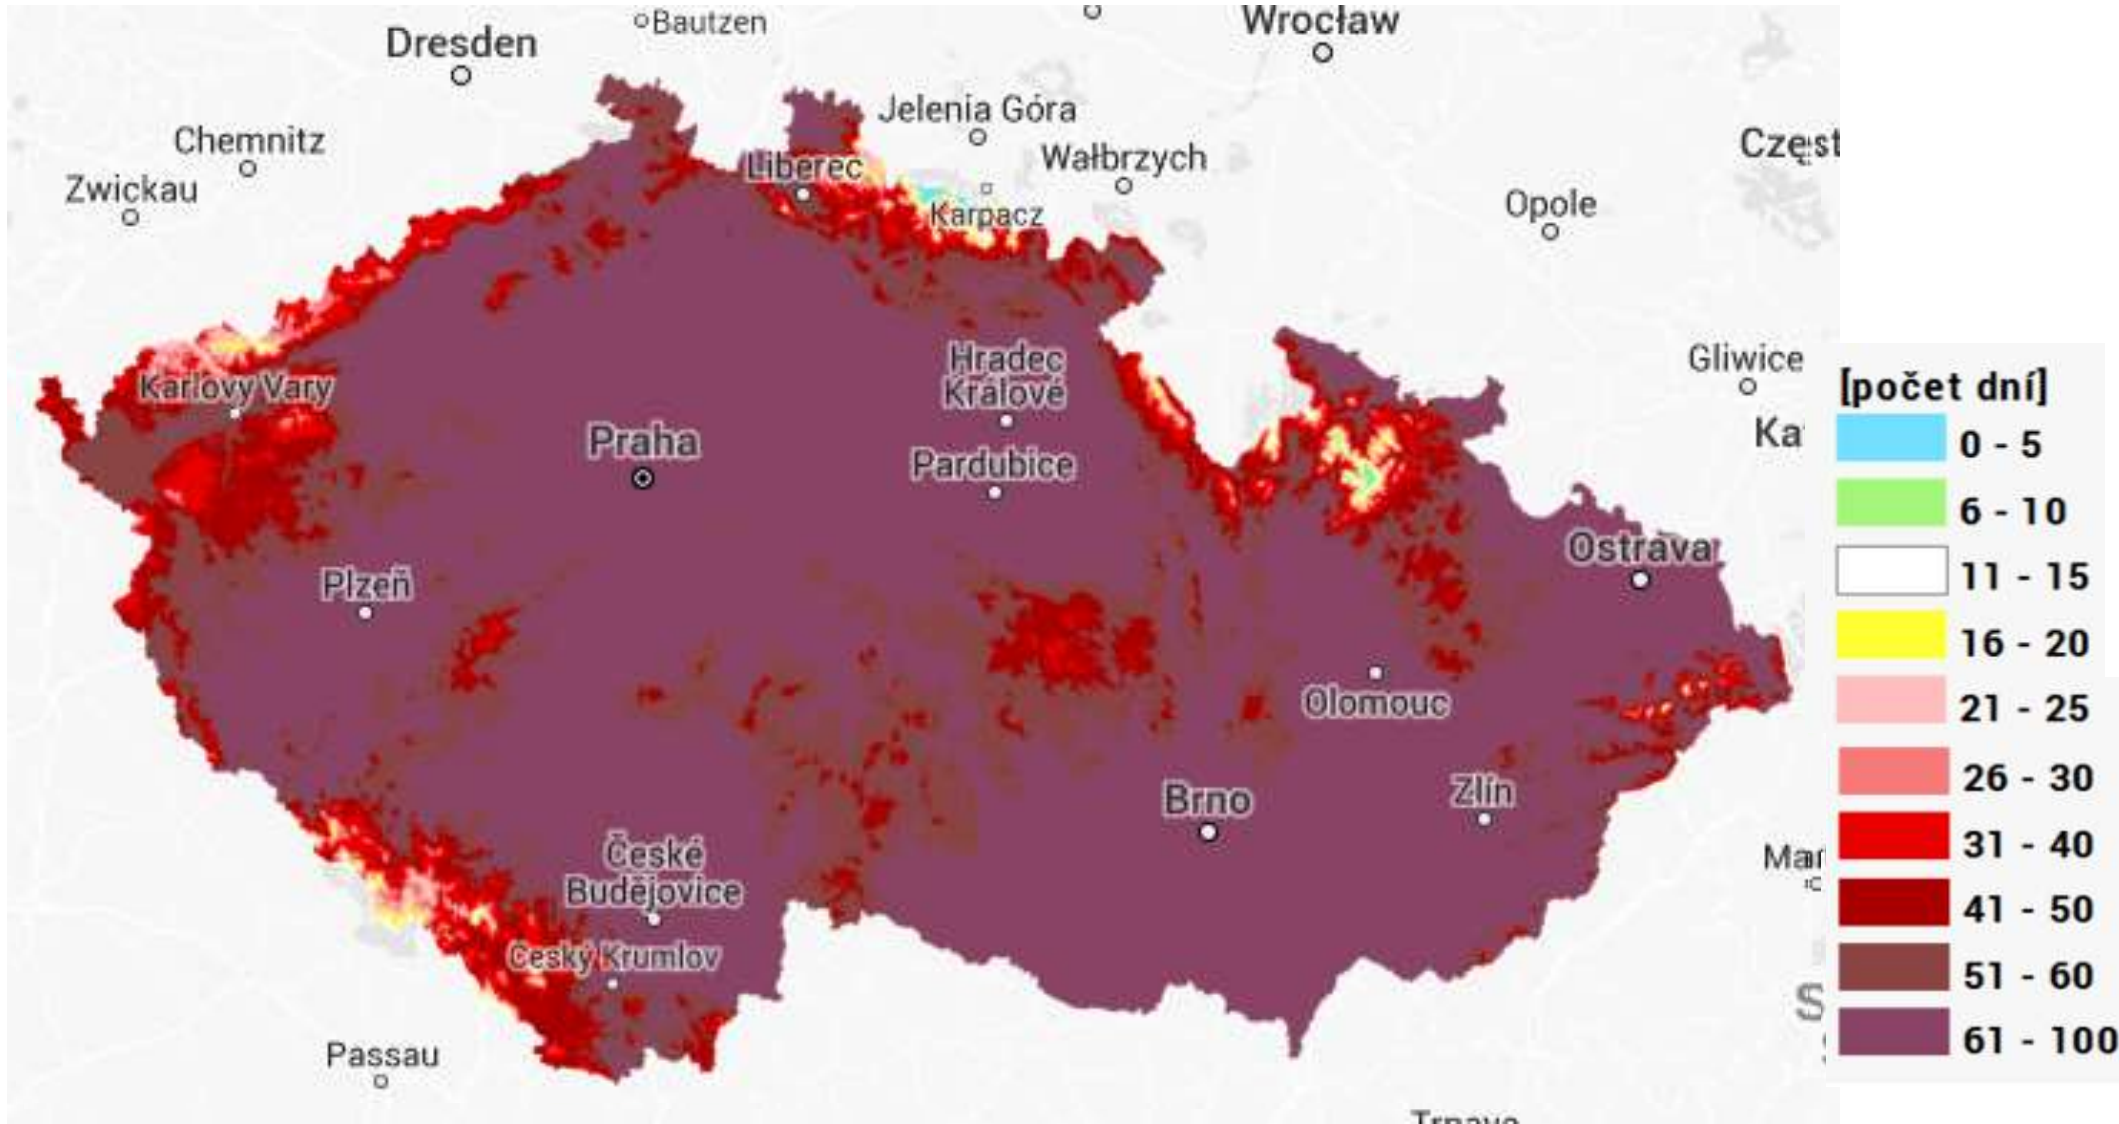 Bautzen
Dresden
Wrocław
Jelenia Góra
Chemnitz
Wałbrzych
Częst
Zwickau
Liberec
Karpacz
Opole
Karlovy Vary
Hradec
Králové
Gliwice
[počet dní]
Praha
Pardubice
Ka
0 - 5
6 - 10
Ostrava
11 - 15
Plzeň
16 - 20
Olomouc
21 - 25
26 - 30
Brno
Zlín
31 - 40
České
Budějovice
Mar
41 - 50
Český Krumlov
51 - 60
Passau
61 - 100